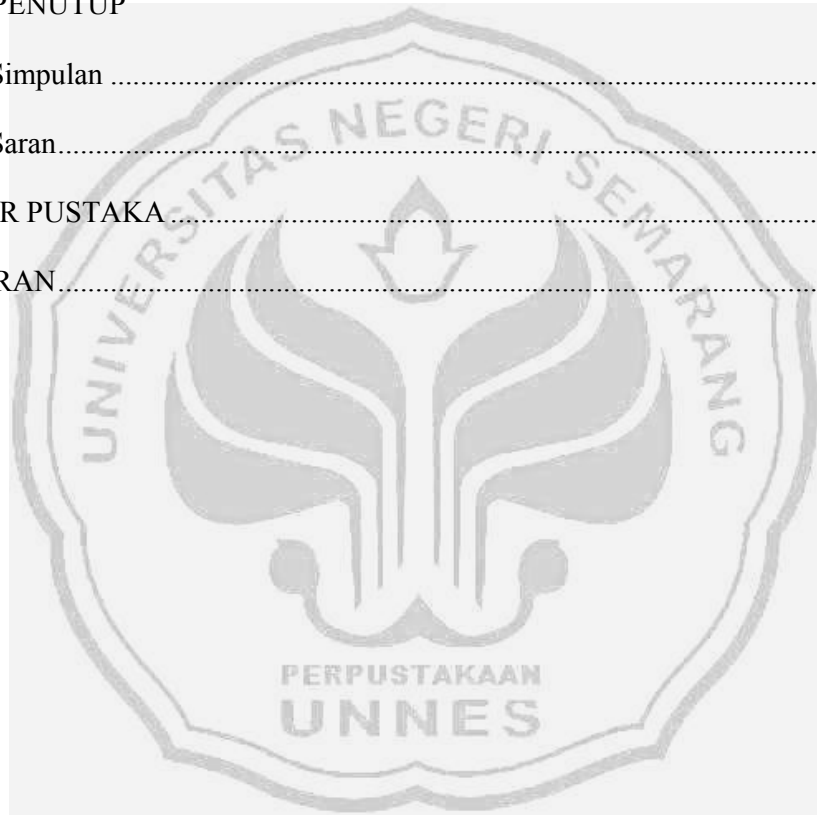 PENUTUP
Simpulan ........................................................................................
Saran...............................................................................................
R PUSTAKA ..................................................................................
RAN................................................................................................
UNIVERSITAS NEGERI SEMARANG
PERPUSTAKAAN
UNNES